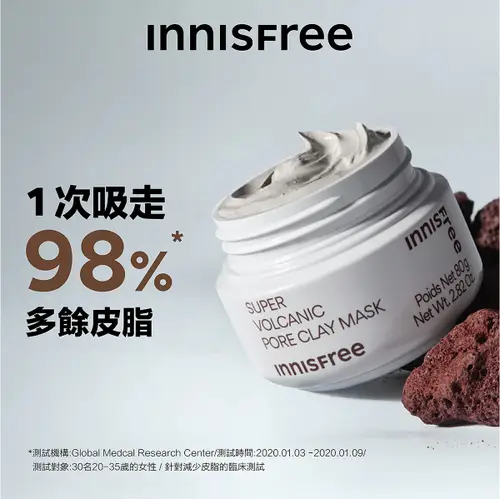 innisfree
1次吸走
98%*
多餘皮脂
SUPER
VOLCANIC
PORE CLAY MASK
innisfree
innisfree
Poids Net 80g
Net Wt. 2.82 Oz
*測試機構:Global Medcal Research Center/測試時間:2020.01.03 -2020.01.09/
測試對象:30名20-35歲的女性 / 針對減少皮脂的臨床測試